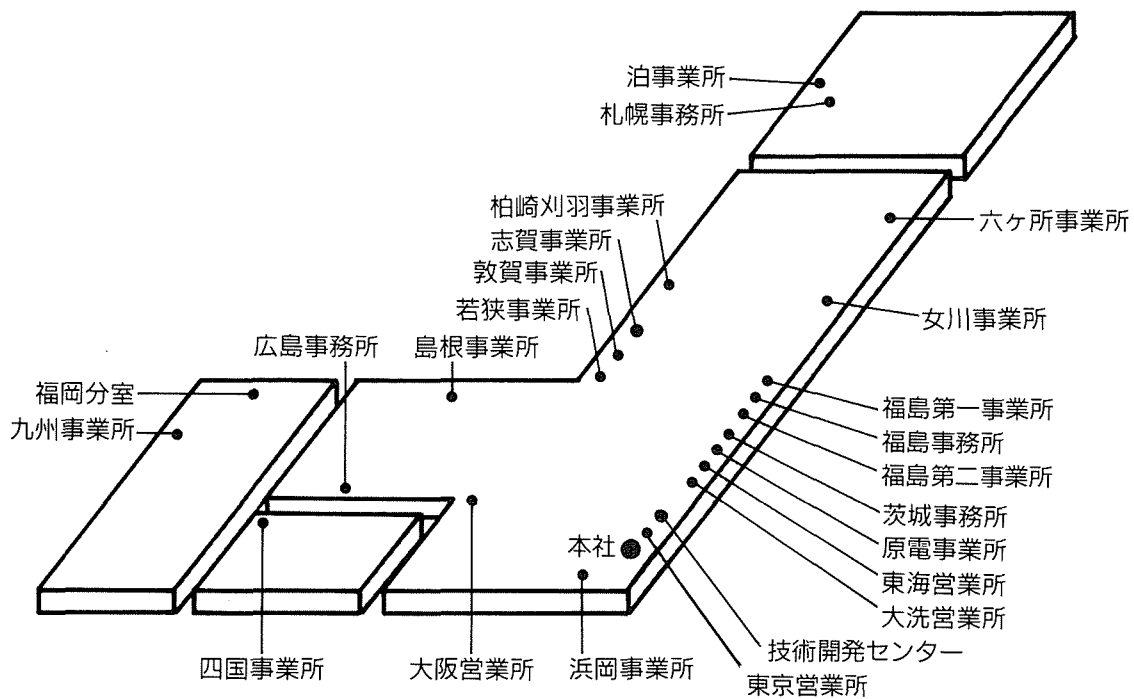 泊事業所
札幌事務所
柏崎刈羽事業所
志賀事業所
敦賀事業所
若狭事業所
広島事務所
島根事業所
福岡分室
九州事業所
六ヶ所事業所
女川事業所
福島第一事業所
福島事務所
福島第二事業所
茨城事務所
原電事業所
東海営業所
大洗営業所
本社
技術開発センター
東京営業所
四国事業所
大阪営業所
浜岡事業所